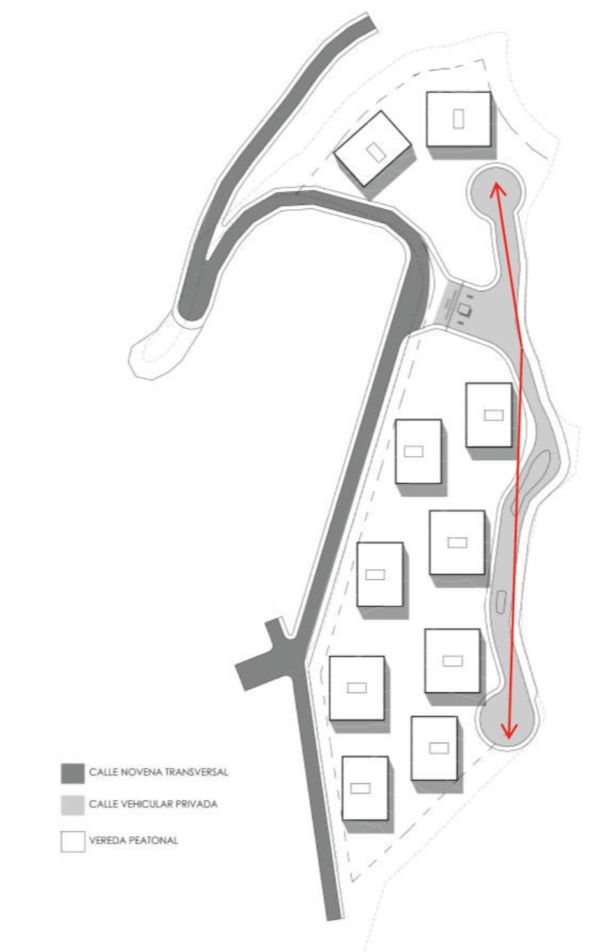 CALLE NOVENA TRANSVERSAL
CALLE VEHICULAR PRIVADA
VEREDA PEATONAL